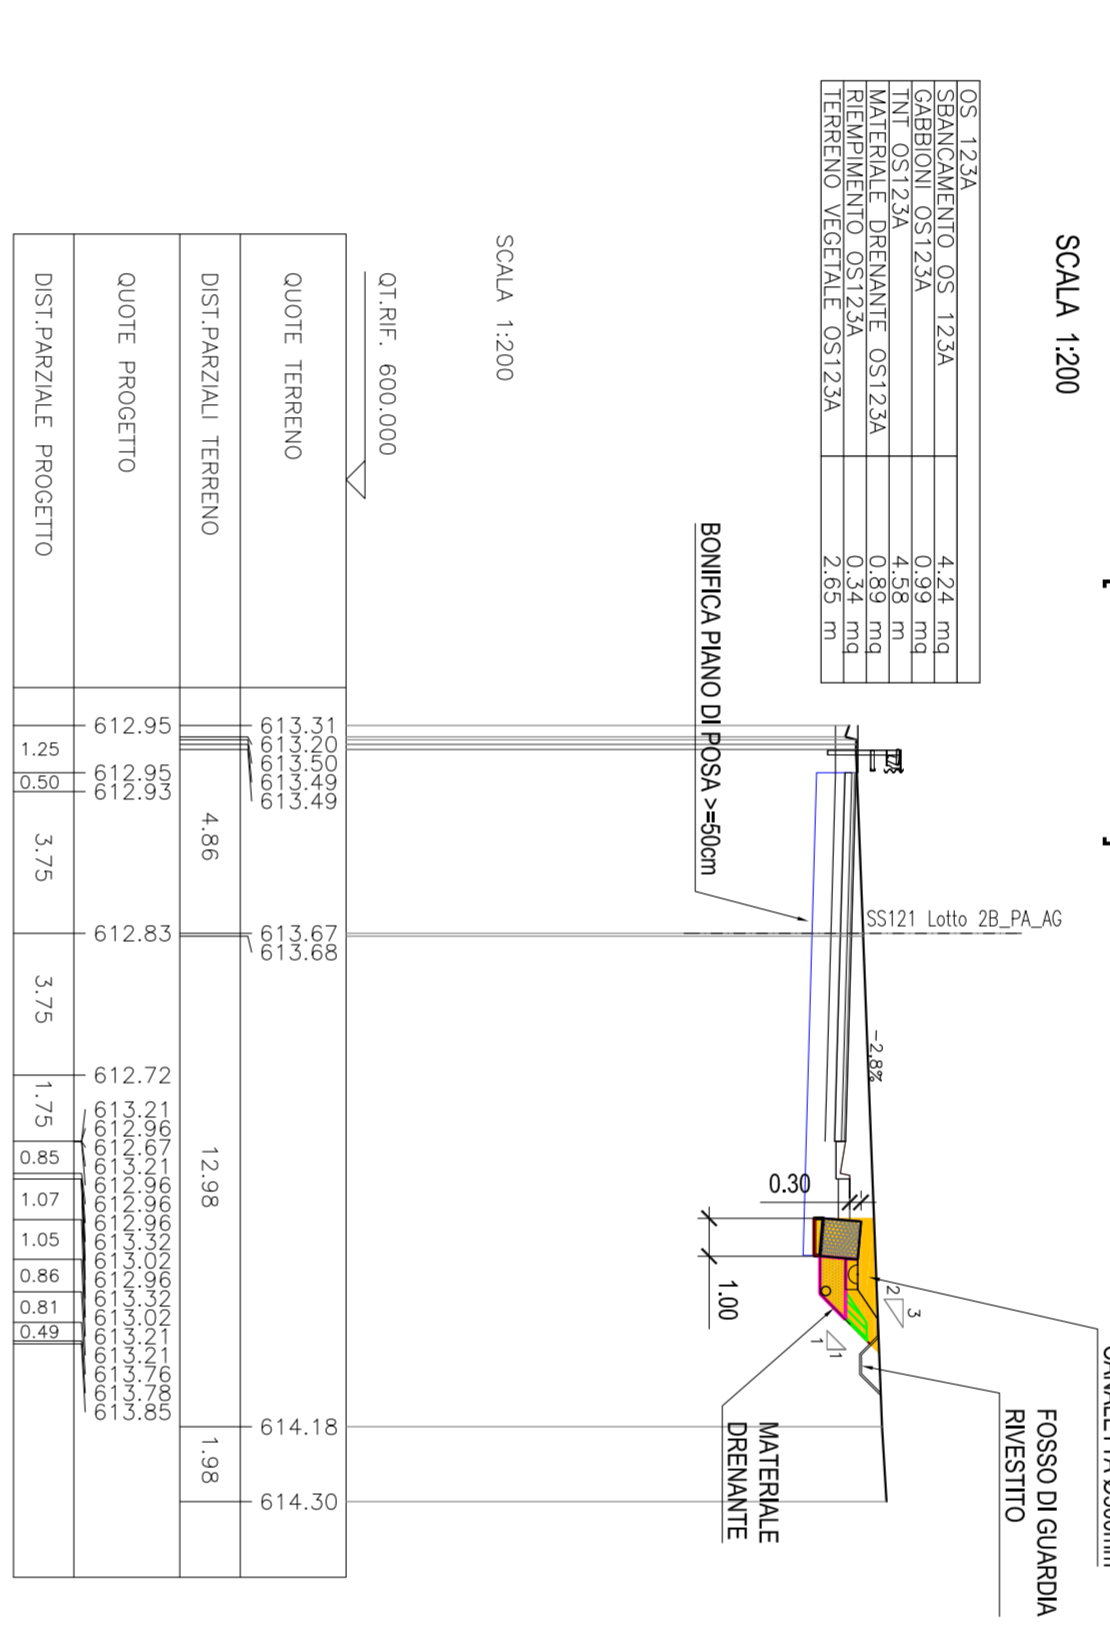 SCALA 1:200
OS 123A
SBANCAMENTO OS 123A 4.24 mq
GABBIONI OS123A 0.99 mq
TNT OS123A 4.58 m
MATERIALE DRENANTE OS123A 0.89 mq
RIEMPIMENTO OS123A 0.34 mq
TERRENO VEGETALE OS123A 2.65 m
FOSSO DI GUARDIA
RIVESTITO
SS121 Lotto 2B_PA_AG
-2,8%
3
2
1
1
0.30
1.00
MATERIALE
DRENANTE
BONIFICA PIANO DI POSA >=50cm
SCALA 1:200
QT.RIF. 600.000
QUOTE TERRENO 613.31 613.20 613.50 613.49 613.49 613.67 613.68 614.18 614.30
DIST.PARZIALI TERRENO 4.86 12.98 1.98
QUOTE PROGETTO 612.95 612.95 612.93 612.83 612.72 613.21 612.96 612.67 613.21 612.96 612.96 612.96 613.32 613.02 612.96 613.32 613.02 613.21 613.21 613.76 613.78 613.85
DIST.PARZIALE PROGETTO 1.25 0.50 3.75 3.75 1.75 0.85 1.07 1.05 0.86 0.81 0.49